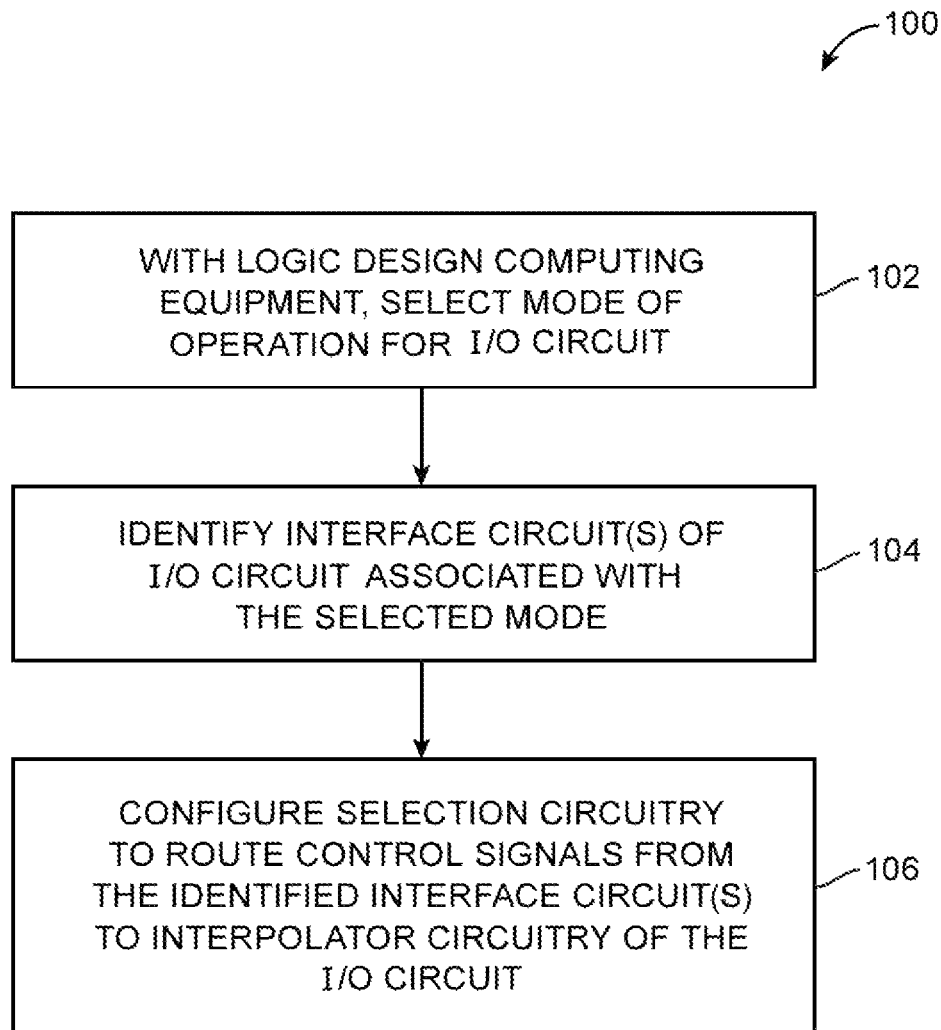 100
WITH LOGIC DESIGN COMPUTING
EQUIPMENT, SELECT MODE OF
OPERATION FOR I/O CIRCUIT
102
IDENTIFY INTERFACE CIRCUIT(S) OF
I/O CIRCUIT ASSOCIATED WITH
THE SELECTED MODE
104
CONFIGURE SELECTION CIRCUITRY
TO ROUTE CONTROL SIGNALS FROM
THE IDENTIFIED INTERFACE CIRCUIT(S)
TO INTERPOLATOR CIRCUITRY OF THE
I/O CIRCUIT
106